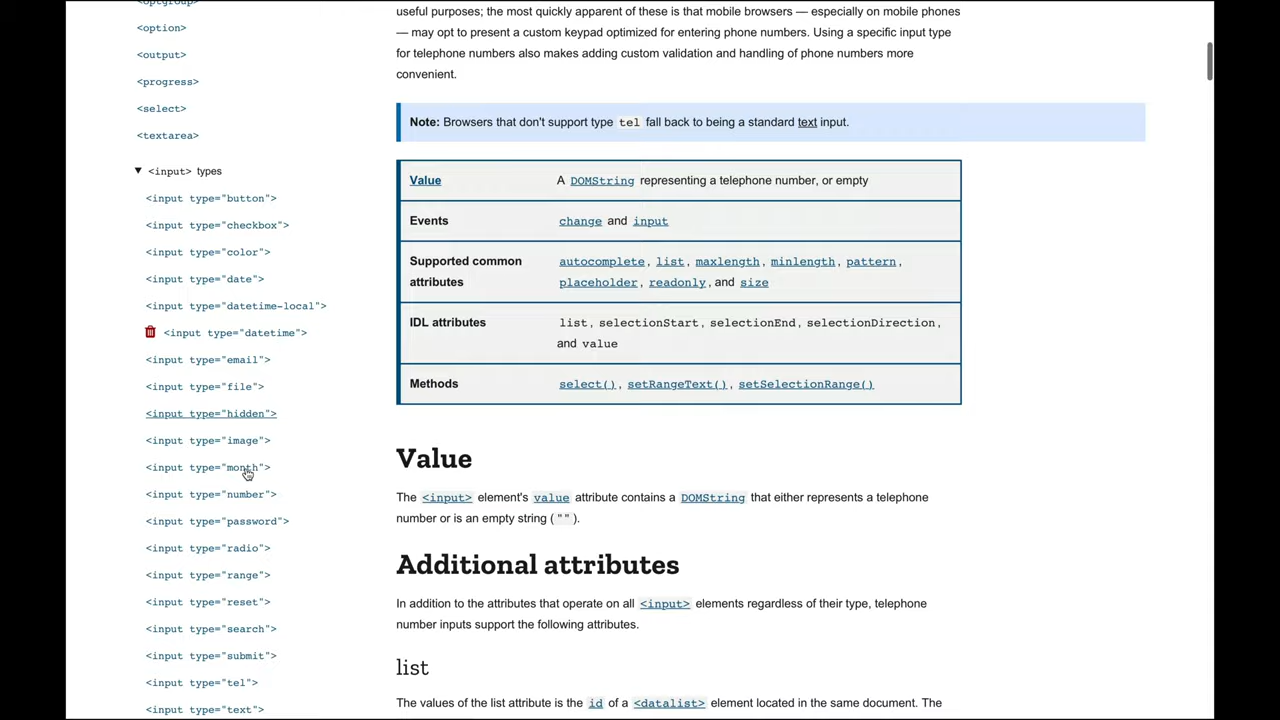 <optgroup>
<option>
<output>
<progress>
<select>
<textarea>
<input> types
<input type="button">
<input type="checkbox">
<input type="color">
<input type="date">
<input type="datetime-local">
<input type="datetime">
<input type="email">
<input type="file">
<input type="hidden">
<input type="image">
<input type="month">
<input type="number">
<input type="password">
<input type="radio">
<input type="range">
<input type="reset">
<input type="search">
<input type="submit">
<input type="tel">
<input type="text">
useful purposes; the most quickly apparent of these is that mobile browsers — especially on mobile phones
— may opt to present a custom keypad optimized for entering phone numbers. Using a specific input type
for telephone numbers also makes adding custom validation and handling of phone numbers more
convenient.
Note: Browsers that don't support type tel fall back to being a standard text input.
Value A DOMString representing a telephone number, or empty
Events change and input
Supported common autocomplete, list, maxlength, minlength, pattern,
attributes placeholder, readonly, and size
IDL attributes list, selectionStart, selectionEnd, selectionDirection,
and value
Methods select(), setRangeText(), setSelectionRange()
Value
The <input> element's value attribute contains a DOMString that either represents a telephone
number or is an empty string ("").
Additional attributes
In addition to the attributes that operate on all <input> elements regardless of their type, telephone
number inputs support the following attributes.
list
The values of the list attribute is the id of a <datalist> element located in the same document. The